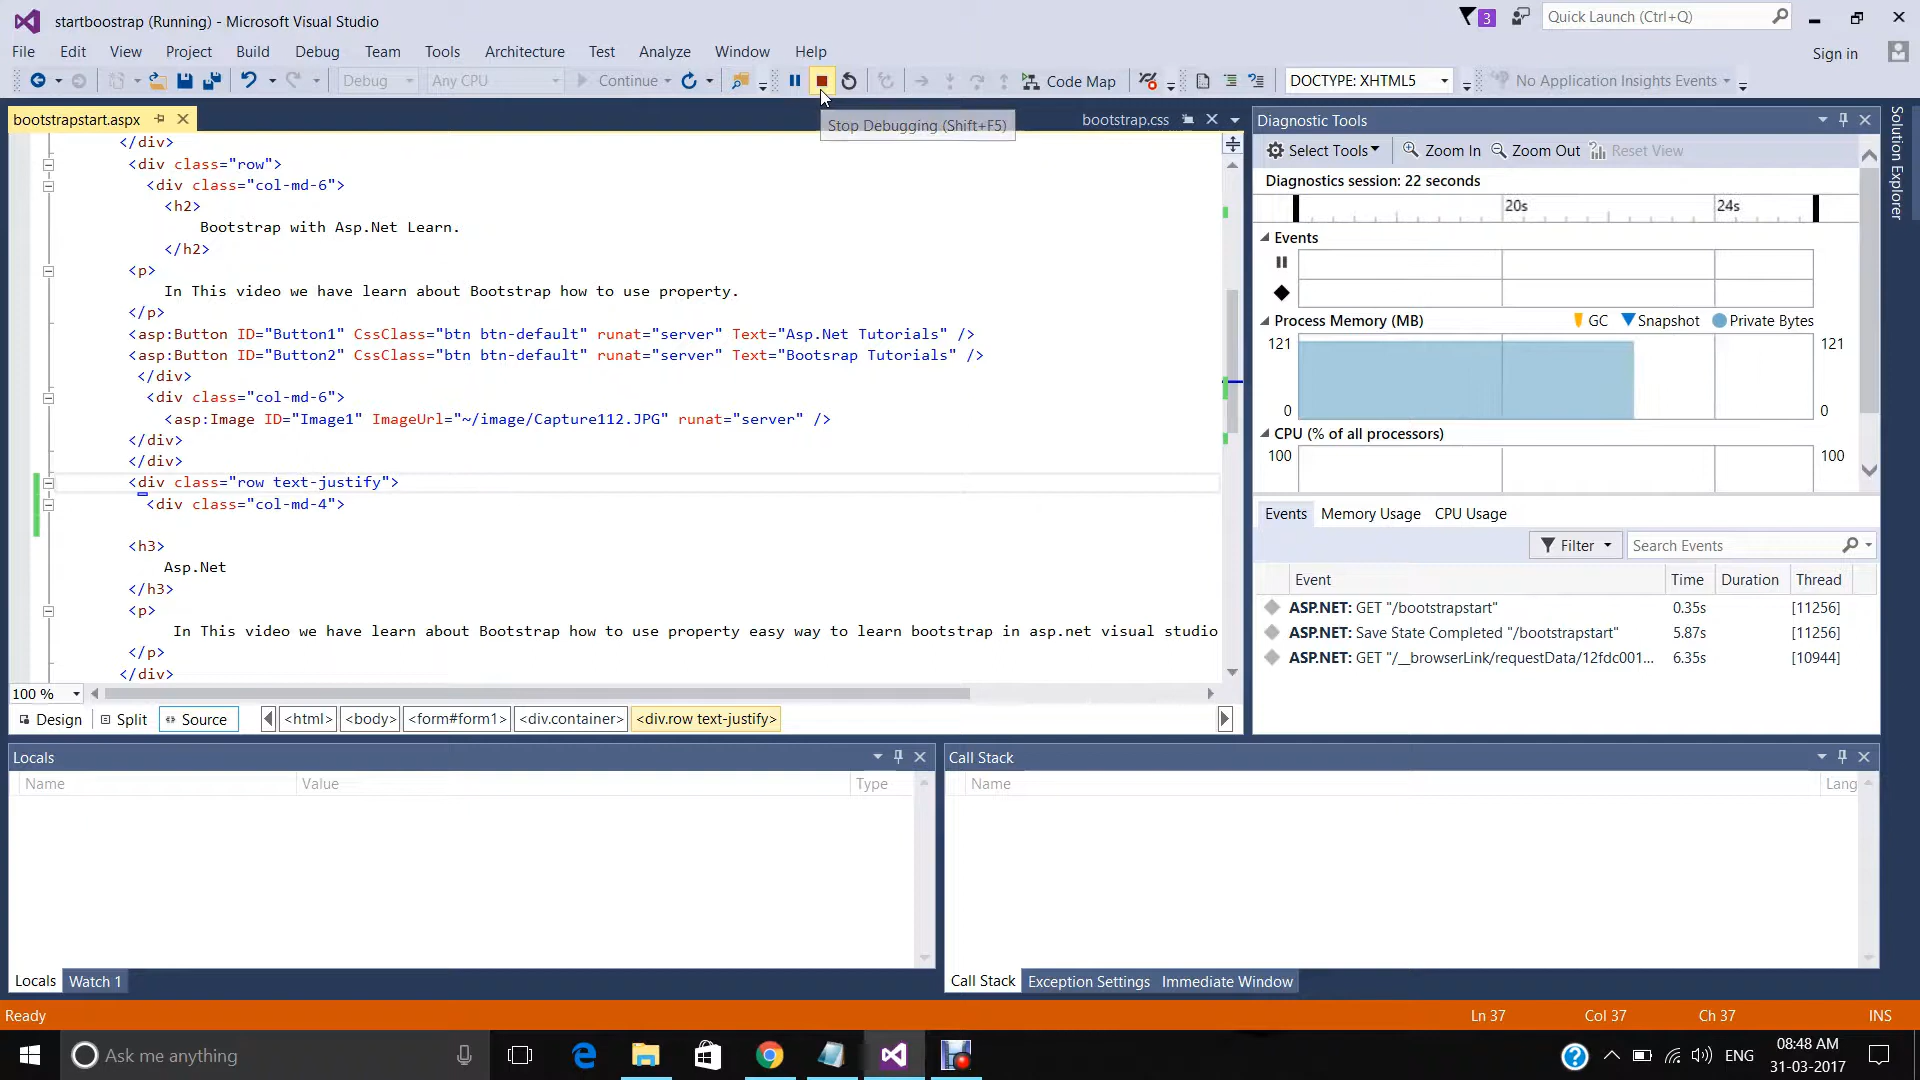 startboostrap (Running) - Microsoft Visual Studio
3
Quick Launch (Ctrl+Q)
File Edit View Project Build Debug Team Tools Architecture Test Analyze Window Help
Sign in
Debug Any CPU Continue Code Map DOCTYPE: XHTML5 No Application Insights Events
bootstrapstart.aspx
Stop Debugging (Shift+F5)
bootstrap.css
</div>
<div class="row">
<div class="col-md-6">
<h2>
Bootstrap with Asp.Net Learn.
</h2>
<p>
In This video we have learn about Bootstrap how to use property.
</p>
<asp:Button ID="Button1" CssClass="btn btn-default" runat="server" Text="Asp.Net Tutorials" />
<asp:Button ID="Button2" CssClass="btn btn-default" runat="server" Text="Bootsrap Tutorials" />
</div>
<div class="col-md-6">
<asp:Image ID="Image1" ImageUrl="~/image/Capture112.JPG" runat="server" />
</div>
</div>
<div class="row text-justify">
<div class="col-md-4">
<h3>
Asp.Net
</h3>
<p>
In This video we have learn about Bootstrap how to use property easy way to learn bootstrap in asp.net visual studio
</p>
</div>
100 %
Design Split Source <html> <body> <form#form1> <div.container> <div.row text-justify>
Diagnostic Tools
Select Tools Zoom In Zoom Out Reset View
Diagnostics session: 22 seconds
20s 24s
Events
Process Memory (MB) GC Snapshot Private Bytes
121 121
0 0
CPU (% of all processors)
100 100
Events Memory Usage CPU Usage
Filter Search Events
Event Time Duration Thread
ASP.NET: GET "/bootstrapstart" 0.35s [11256]
ASP.NET: Save State Completed "/bootstrapstart" 5.87s [11256]
ASP.NET: GET "/__browserLink/requestData/12fdc001... 6.35s [10944]
Solution Explorer
Locals
Name Value Type
Locals Watch 1
Call Stack
Name Lang
Call Stack Exception Settings Immediate Window
Ready Ln 37 Col 37 Ch 37 INS
Ask me anything
ENG
08:48 AM
31-03-2017